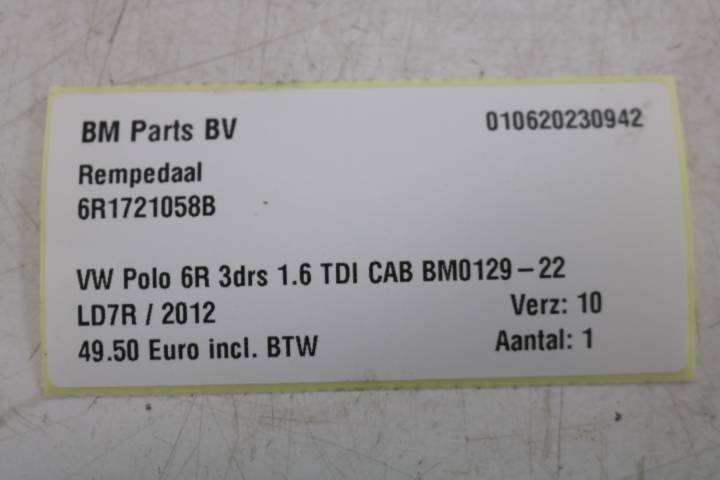 BM Parts BV 010620230942
Rempedaal
6R1721058B
VW Polo 6R 3drs 1.6 TDI CAB BM0129-22
LD7R / 2012 Verz: 10
49.50 Euro incl. BTW Aantal: 1